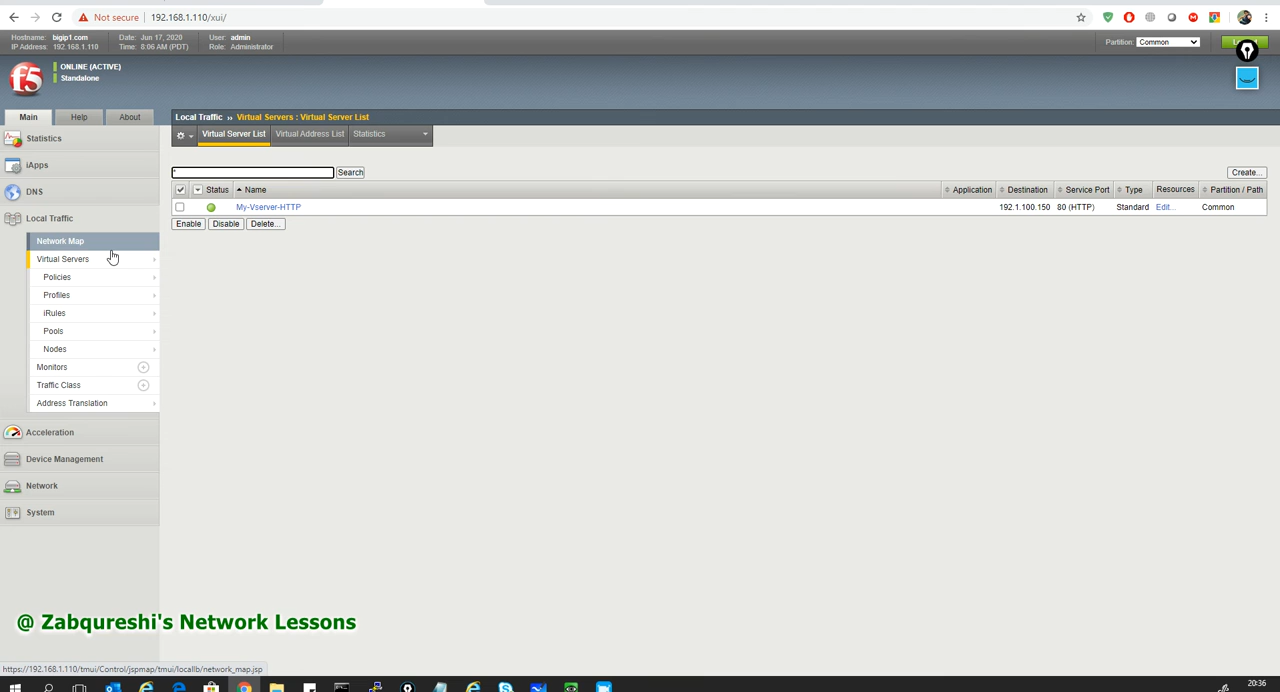 Not secure | 192.168.1.110/xui/
Hostname: bigip1.com Date: Jun 17, 2020 User: admin
IP Address: 192.168.1.110 Time: 8:06 AM (PDT) Role: Administrator
Partition: Common
f5
ONLINE (ACTIVE)
Standalone
Main Help About
Local Traffic ›› Virtual Servers : Virtual Server List
Virtual Server List Virtual Address List Statistics
Statistics
iApps
DNS
Local Traffic
Network Map
Virtual Servers
Policies
Profiles
iRules
Pools
Nodes
Monitors
Traffic Class
Address Translation
Acceleration
Device Management
Network
System
* Search Create...
Status Name Application Destination Service Port Type Resources Partition / Path
My-Vserver-HTTP 192.1.100.150 80 (HTTP) Standard Edit... Common
Enable Disable Delete...
@ Zabqureshi's Network Lessons
https://192.168.1.110/tmui/Control/jspmap/tmui/locallb/network_map.jsp
20:36